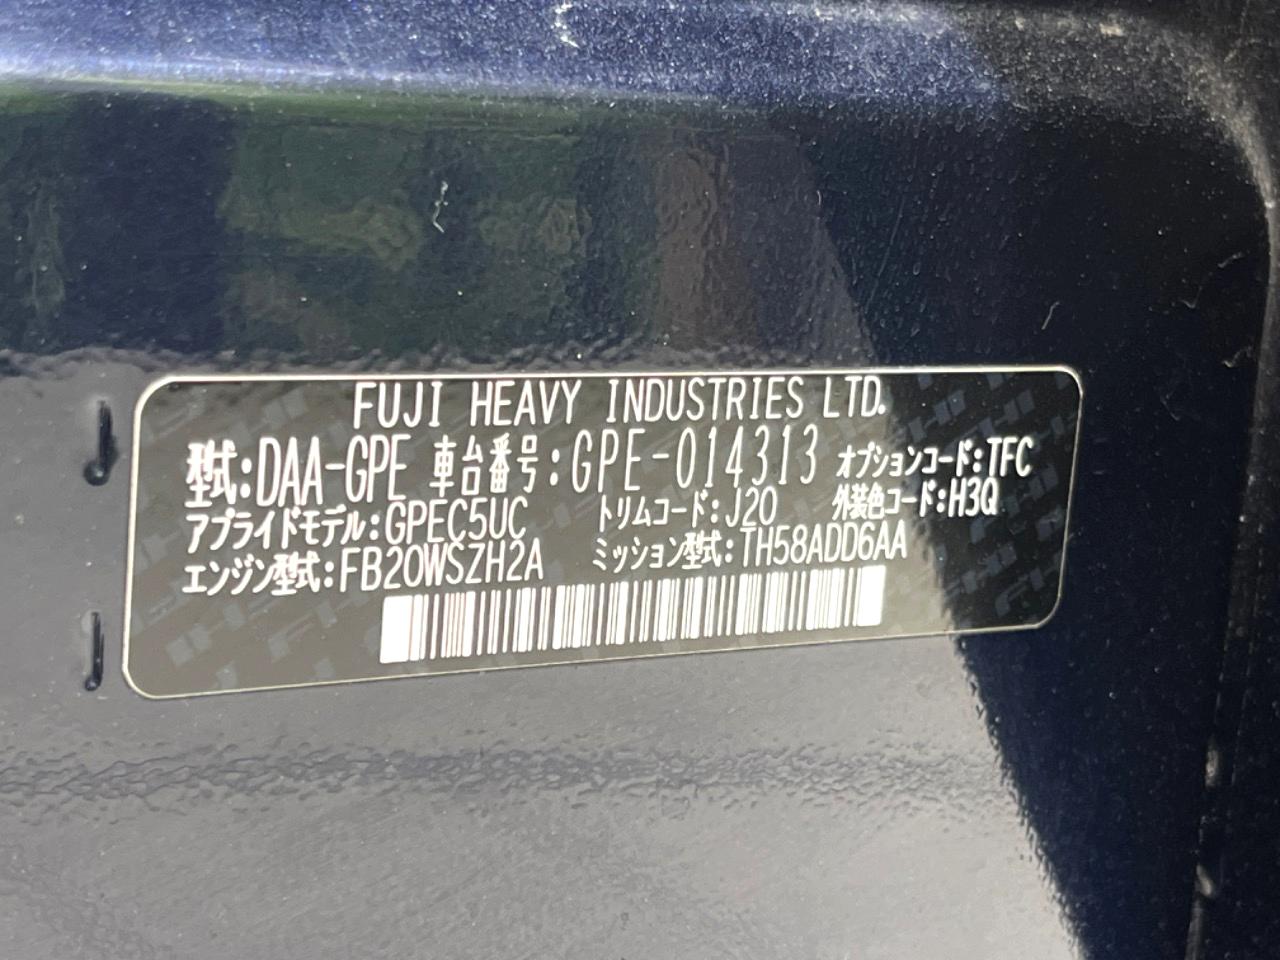 FUJI HEAVY INDUSTRIES LTD.
型式:DAA-GPE 車台番号:GPE-014313 オプションコード:TFC
アプライドモデル:GPEC5UC トリムコード:J20 外装色コード:H3Q
エンジン型式:FB20WSZH2A ミッション型式:TH58ADD6AA